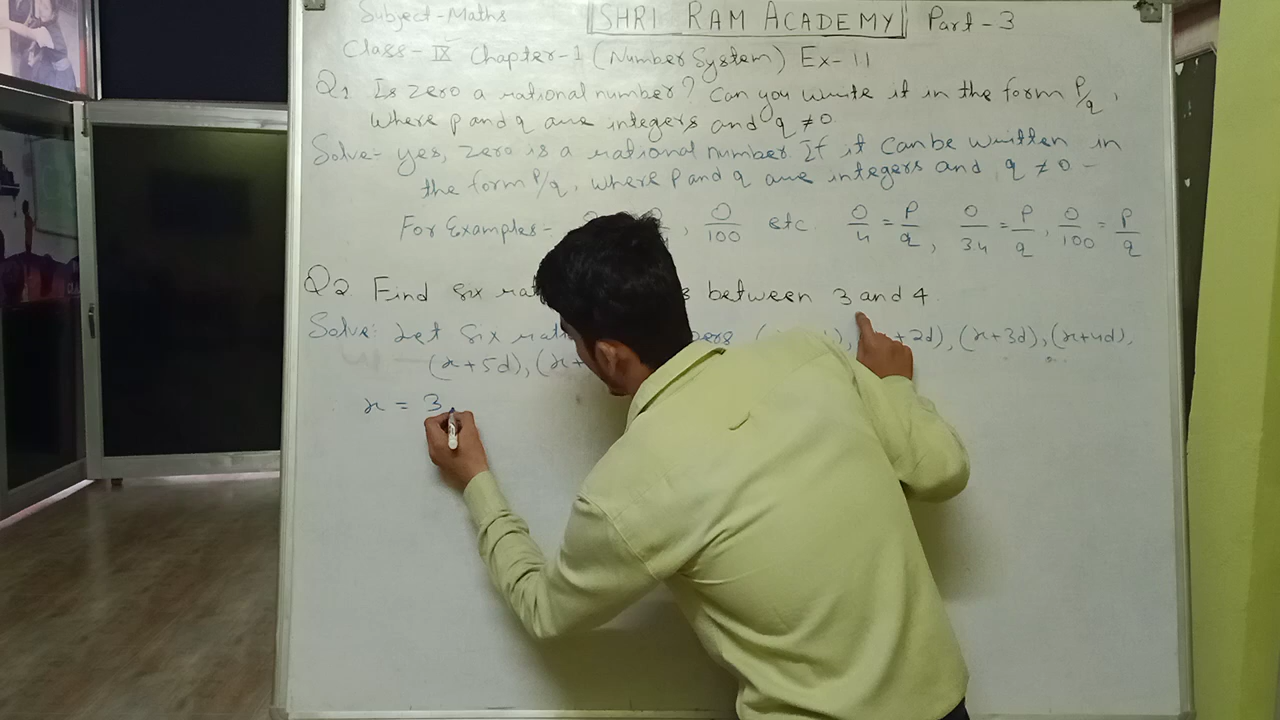 Subject-Maths SHRI RAM ACADEMY Part-3
Class-IX Chapter-1 (Number System) Ex-1.1
Q1 Is zero a rational number? Can you write it in the form P/q,
where p and q are integers and q ≠ 0
Solve:- yes, zero is a rational number. If it can be written in
the form P/q, where p and q are integers and q ≠ 0 -
For Examples- 0/100 etc. 0/4 = P/q, 0/34 = P/q, 0/100 = P/q
Q2. Find six between 3 and 4.
Solve: Let six +2d), (x+3d), (x+4d),
(x+5d),
x = 3,